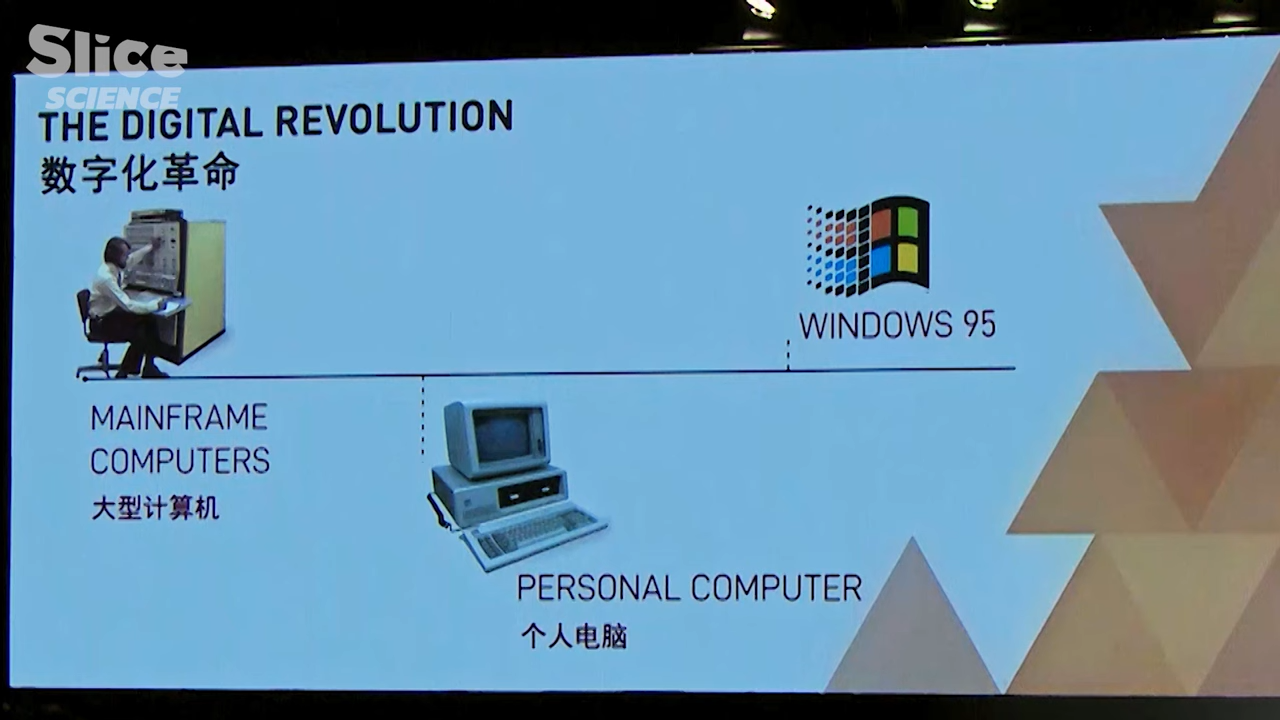 Slice
SCIENCE
THE DIGITAL REVOLUTION
数字化革命
WINDOWS 95
MAINFRAME
COMPUTERS
大型计算机
PERSONAL COMPUTER
个人电脑